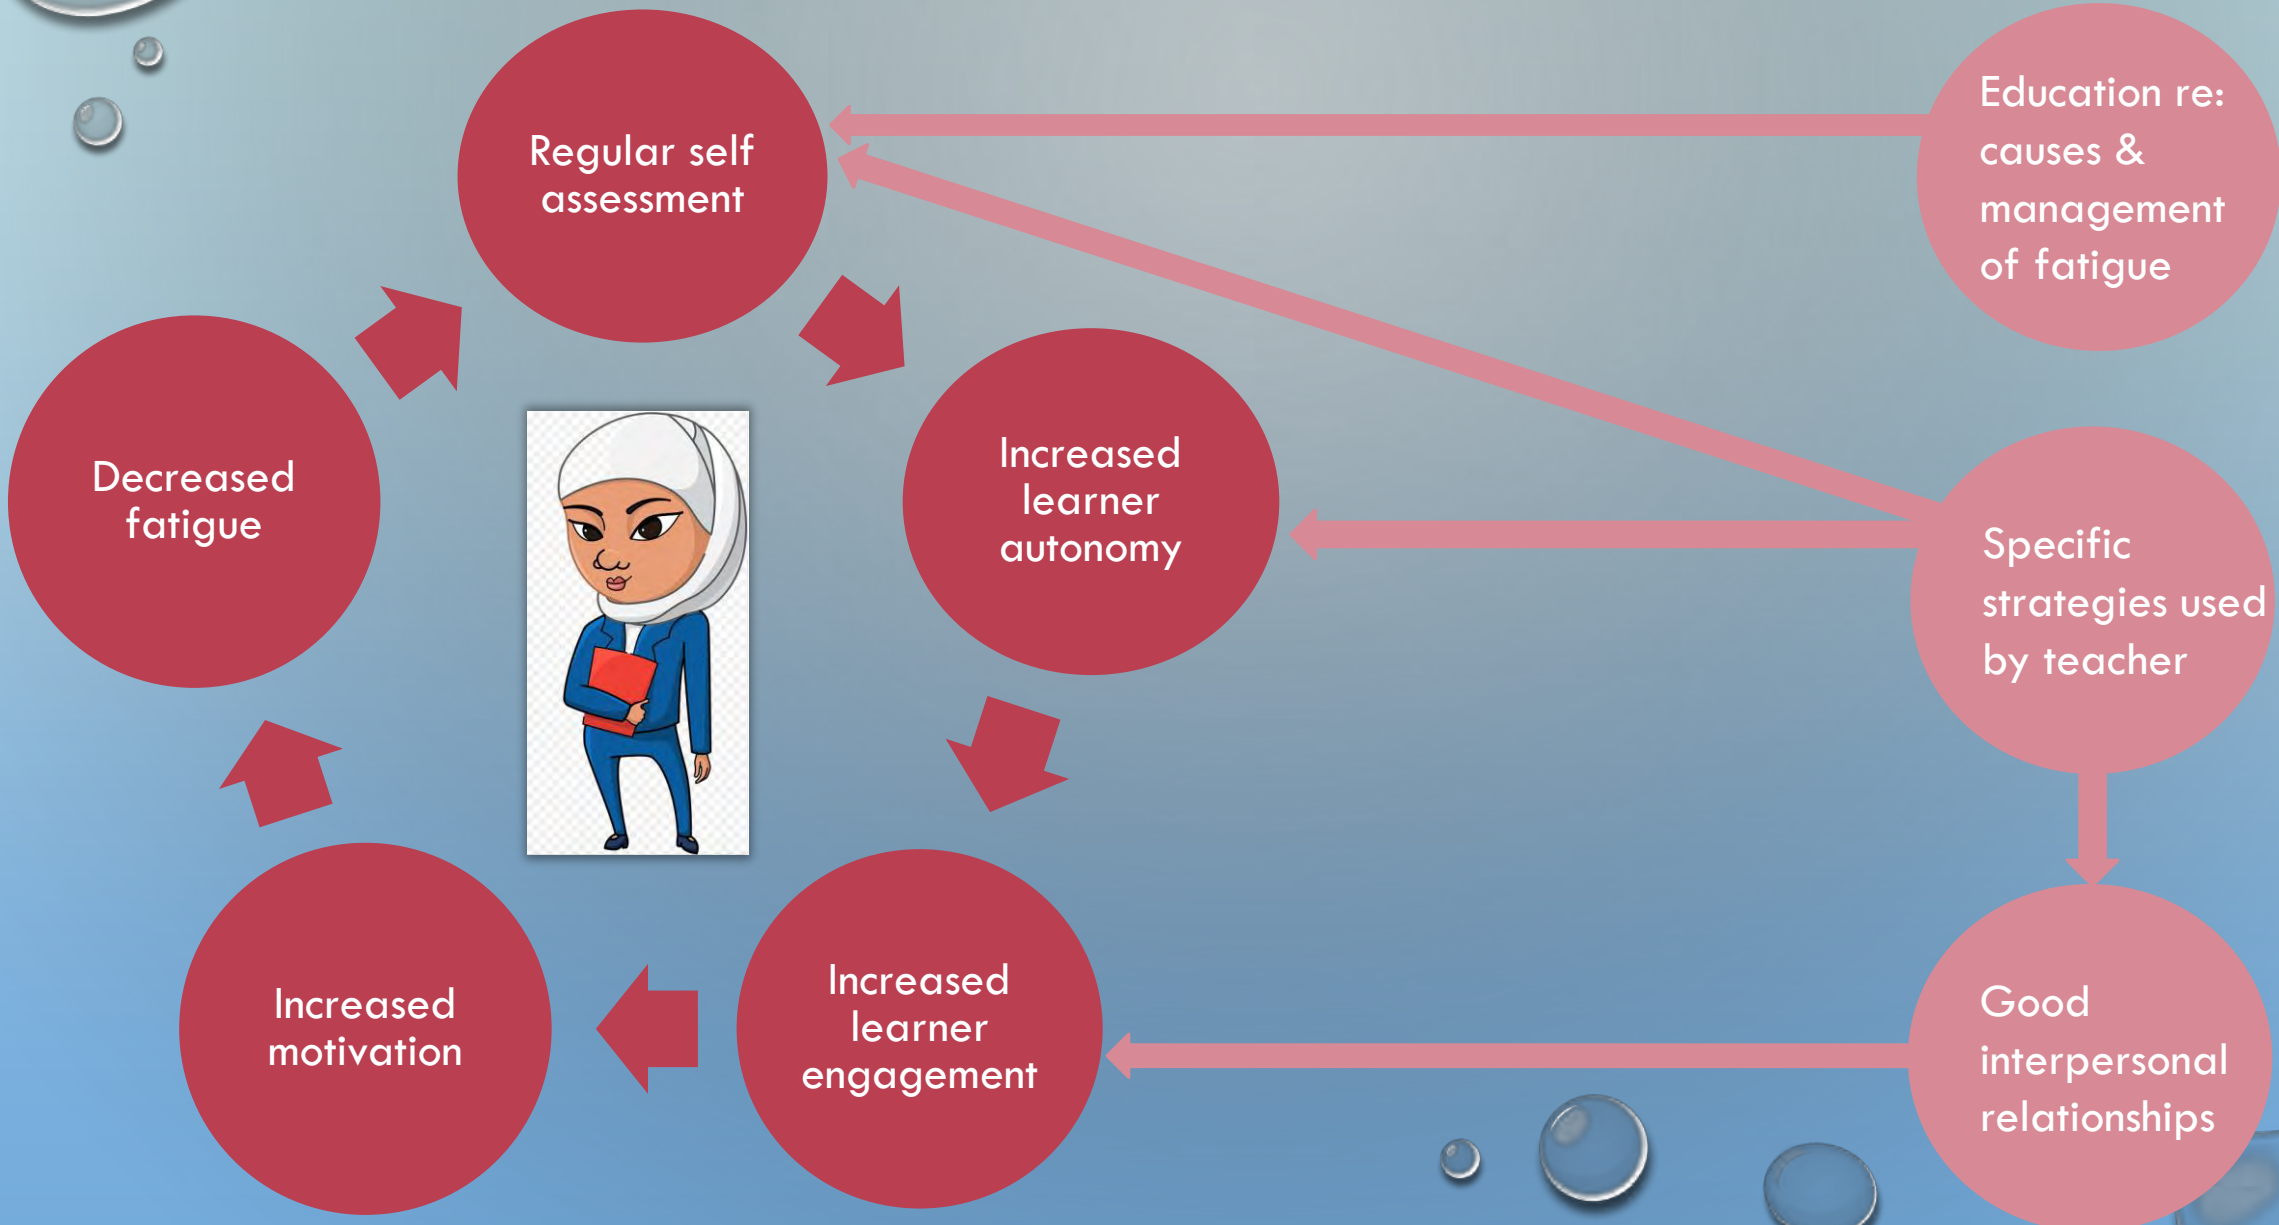 Regular self
assessment
Increased
learner
autonomy
Increased
learner
engagement
Increased
motivation
Decreased
fatigue
Education re:
causes &
management
of fatigue
Specific
strategies used
by teacher
Good
interpersonal
relationships